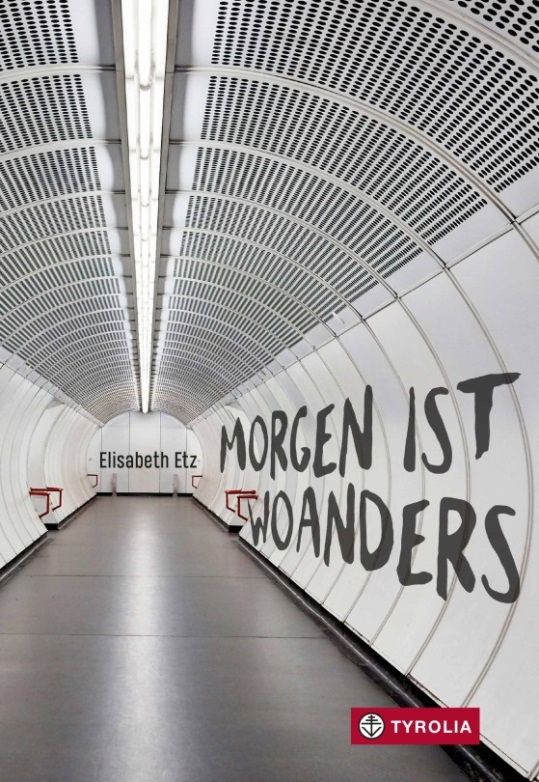 Elisabeth Etz
MORGEN IST
WOANDERS
TYROLIA